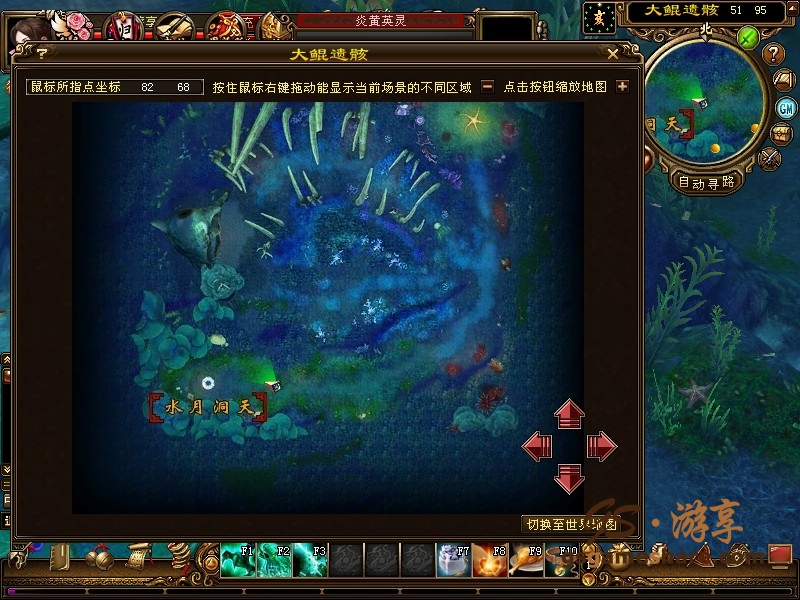 炎黄英灵
大鲲遗骸 51 95
北
GM
洞天
自动寻路
大鲲遗骸
鼠标所指点坐标 82 68 按住鼠标右键拖动能显示当前场景的不同区域 点击按钮缩放地图
水月洞天
切换至世界地图
游享
F1 F2 F3 F7 F8 F9 F10